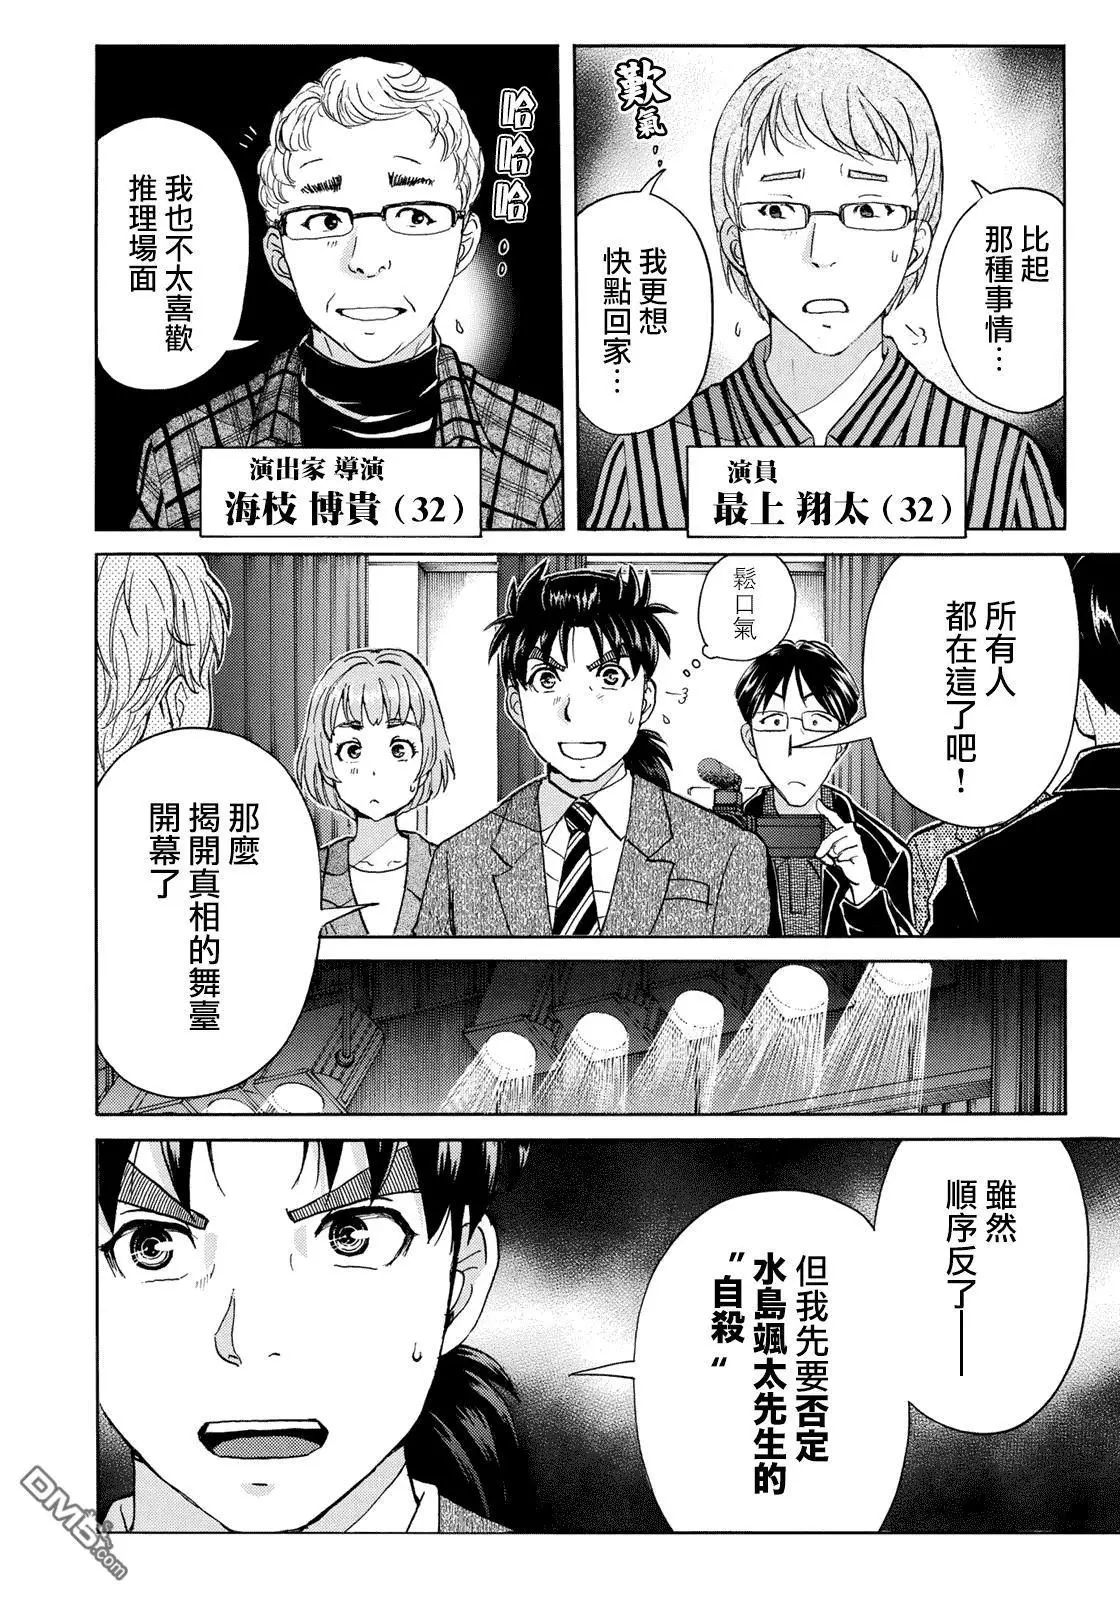 比起
那種事情…
歎氣…
我更想
快點回家…
演員
最上 翔太（32）
哈哈哈…
我也不太喜歡
推理場面
演出家 導演
海枝 博貴（32）
所有人
都在這了吧！
鬆口氣
那麼
揭開真相的舞臺
開幕了
雖然
順序反了——
但我先要否定
水島颯太先生的
〝自殺〞
DM5